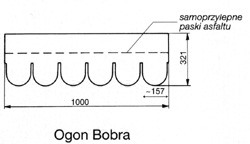 samoprzylepne
paski asfaltu
321
157
1000
Ogon Bobra